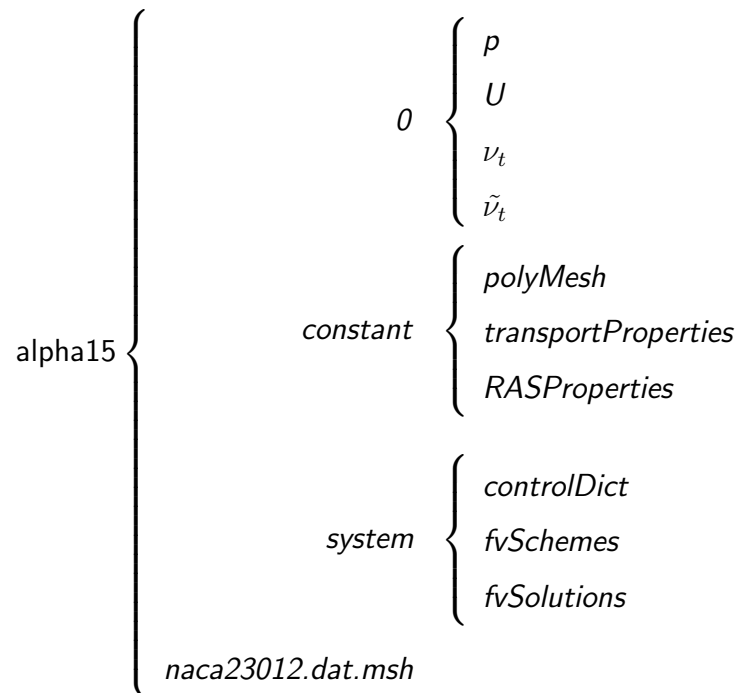 p
U
0
ν_t
ν̃_t
polyMesh
constant
transportProperties
alpha15
RASProperties
controlDict
system
fvSchemes
fvSolutions
naca23012.dat.msh